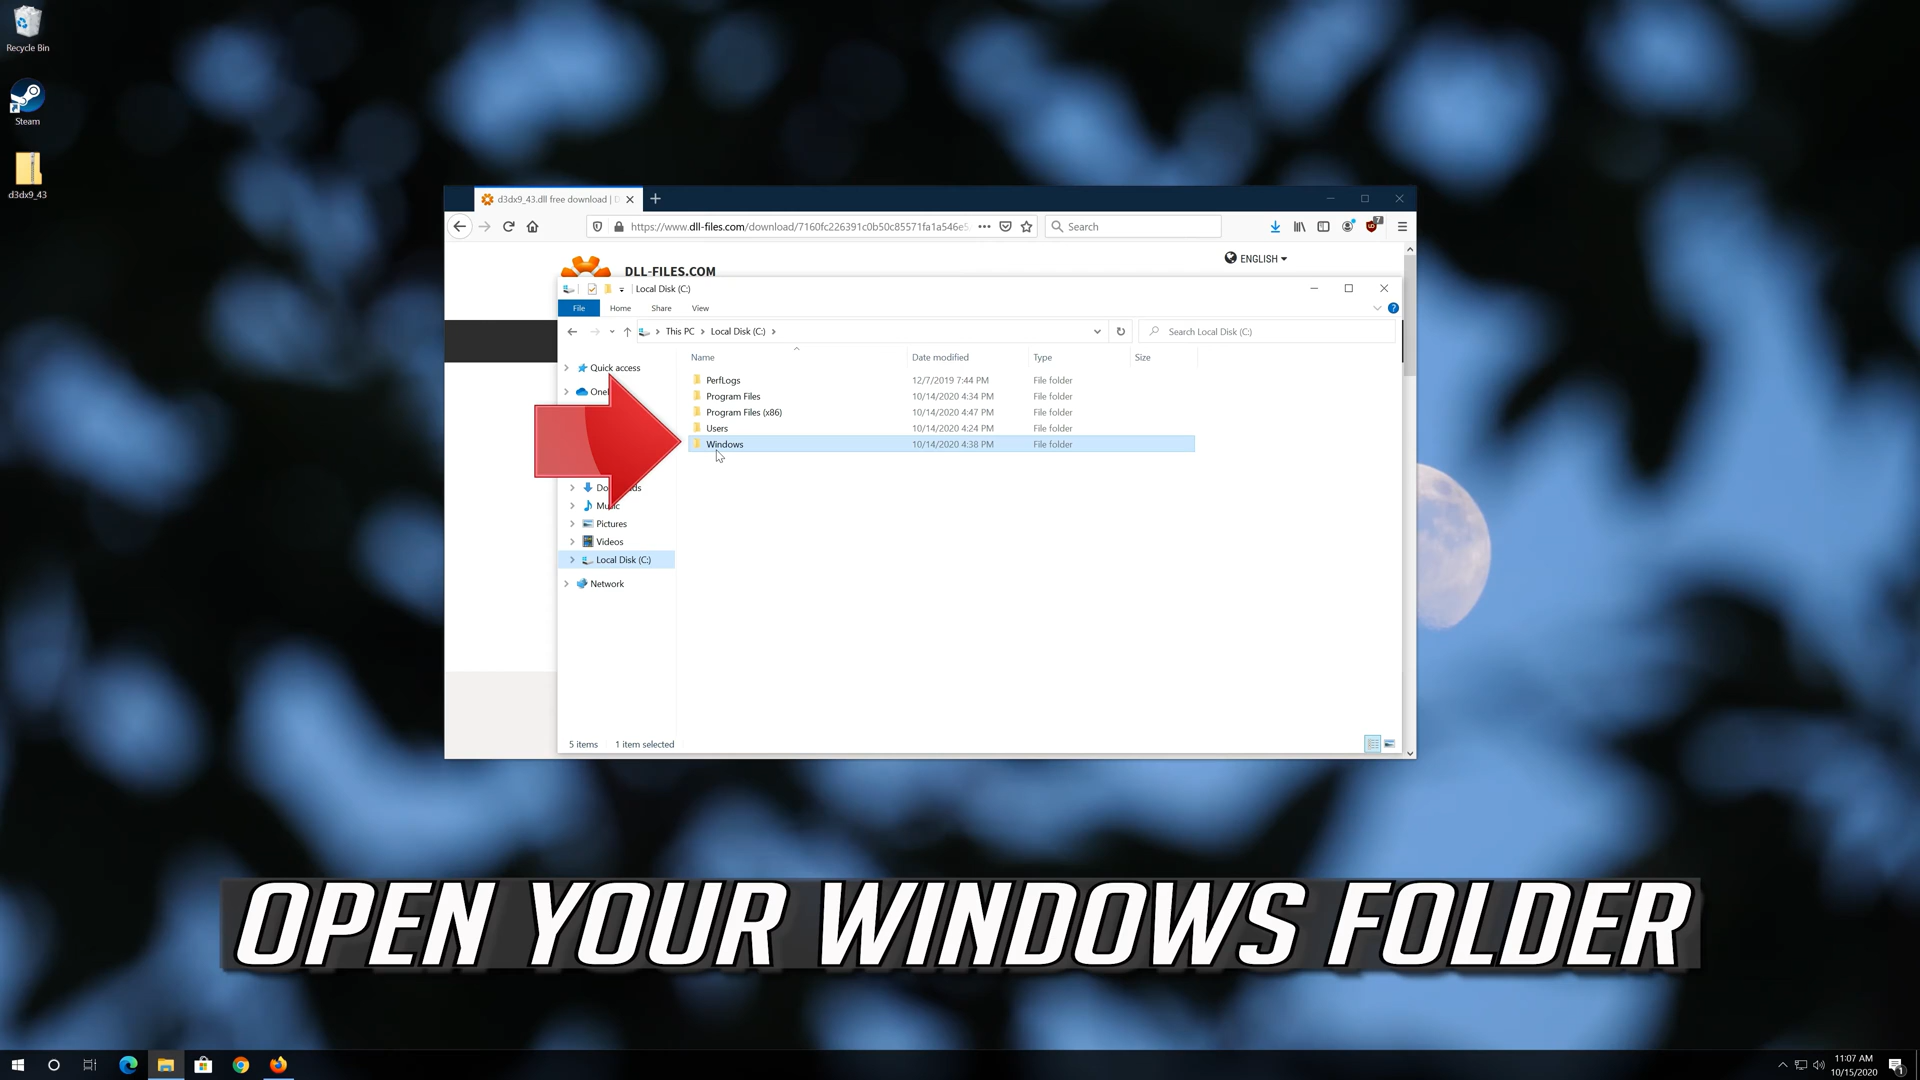 Recycle Bin
Steam
d3dx9_43
d3dx9_43.dll free download |
https://www.dll-files.com/download/7160fc226391c0b50c85571fa1a546e5
Search
7
DLL-FILES.COM
ENGLISH
Local Disk (C:)
File
Home
Share
View
This PC
Local Disk (C:)
Search Local Disk (C:)
Name
Date modified
Type
Size
PerfLogs
12/7/2019 7:44 PM
File folder
Program Files
10/14/2020 4:34 PM
File folder
Program Files (x86)
10/14/2020 4:47 PM
File folder
Users
10/14/2020 4:24 PM
File folder
Windows
10/14/2020 4:38 PM
File folder
Quick access
Pictures
Videos
Local Disk (C:)
Network
5 items
1 item selected
OPEN YOUR WINDOWS FOLDER
11:07 AM
10/15/2020
1